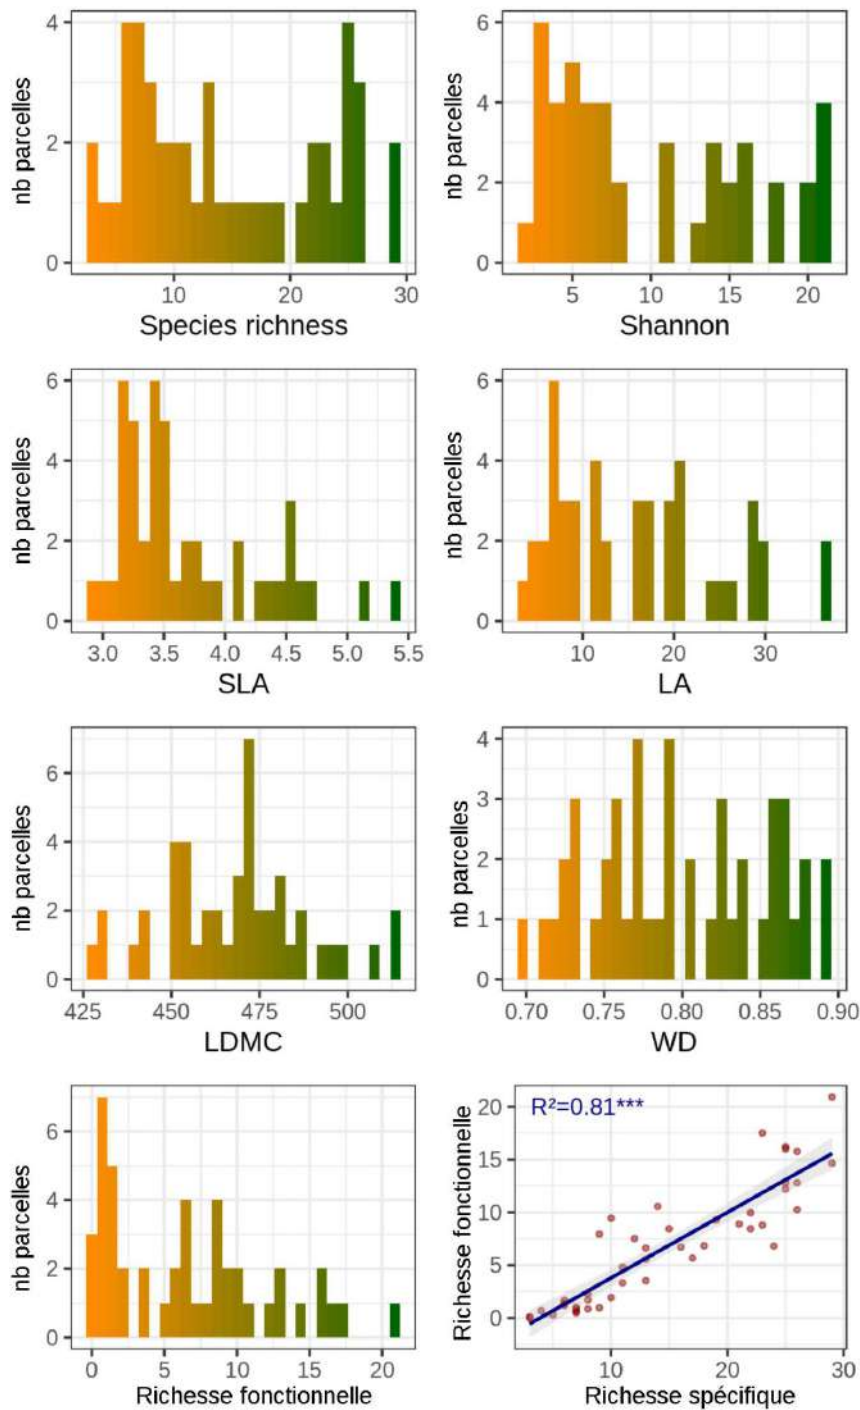 nb parcelles
4
2
0
10 20 30
Species richness
nb parcelles
6
4
2
0
5 10 15 20
Shannon
nb parcelles
6
4
2
0
3.0 3.5 4.0 4.5 5.0 5.5
SLA
nb parcelles
6
4
2
0
10 20 30
LA
nb parcelles
6
4
2
0
425 450 475 500
LDMC
nb parcelles
4
3
2
1
0
0.70 0.75 0.80 0.85 0.90
WD
nb parcelles
6
4
2
0
0 5 10 15 20
Richesse fonctionnelle
Richesse fonctionnelle
R²=0.81***
20
15
10
5
0
10 20 30
Richesse spécifique